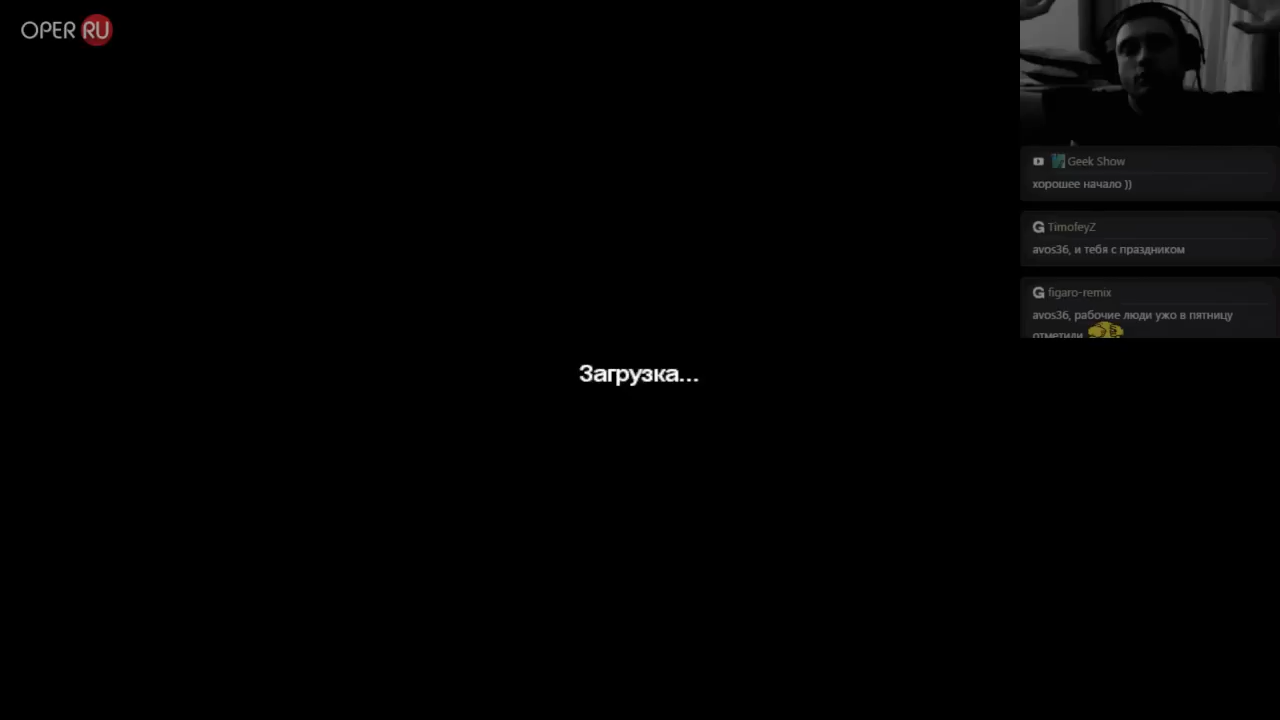 OPER RU
Geek Show
хорошее начало ))
TimofeyZ
avos36, и тебя с праздником
figaro-remix
avos36, рабочие люди ужо в пятницу
отметили
Загрузка...